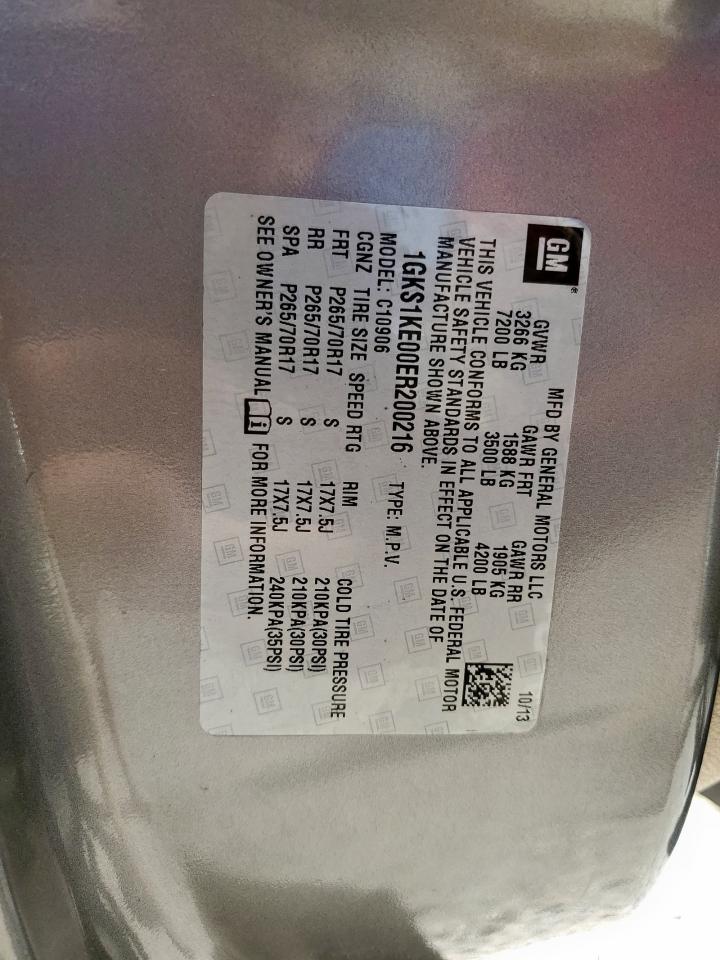 GM®
MFD BY GENERAL MOTORS LLC 10/13
GVWR GAWR FRT GAWR RR
3266 KG 1588 KG 1905 KG
7200 LB 3500 LB 4200 LB
THIS VEHICLE CONFORMS TO ALL APPLICABLE U.S. FEDERAL MOTOR
VEHICLE SAFETY STANDARDS IN EFFECT ON THE DATE OF
MANUFACTURE SHOWN ABOVE.
1GKS1KE00ER200216 TYPE: M.P.V.
MODEL: C10906
CGNZ TIRE SIZE SPEED RTG RIM COLD TIRE PRESSURE
FRT P265/70R17 S 17X7.5J 210KPA(30PSI)
RR P265/70R17 S 17X7.5J 210KPA(30PSI)
SPA P265/70R17 S 17X7.5J 240KPA(35PSI)
SEE OWNER'S MANUAL i FOR MORE INFORMATION.